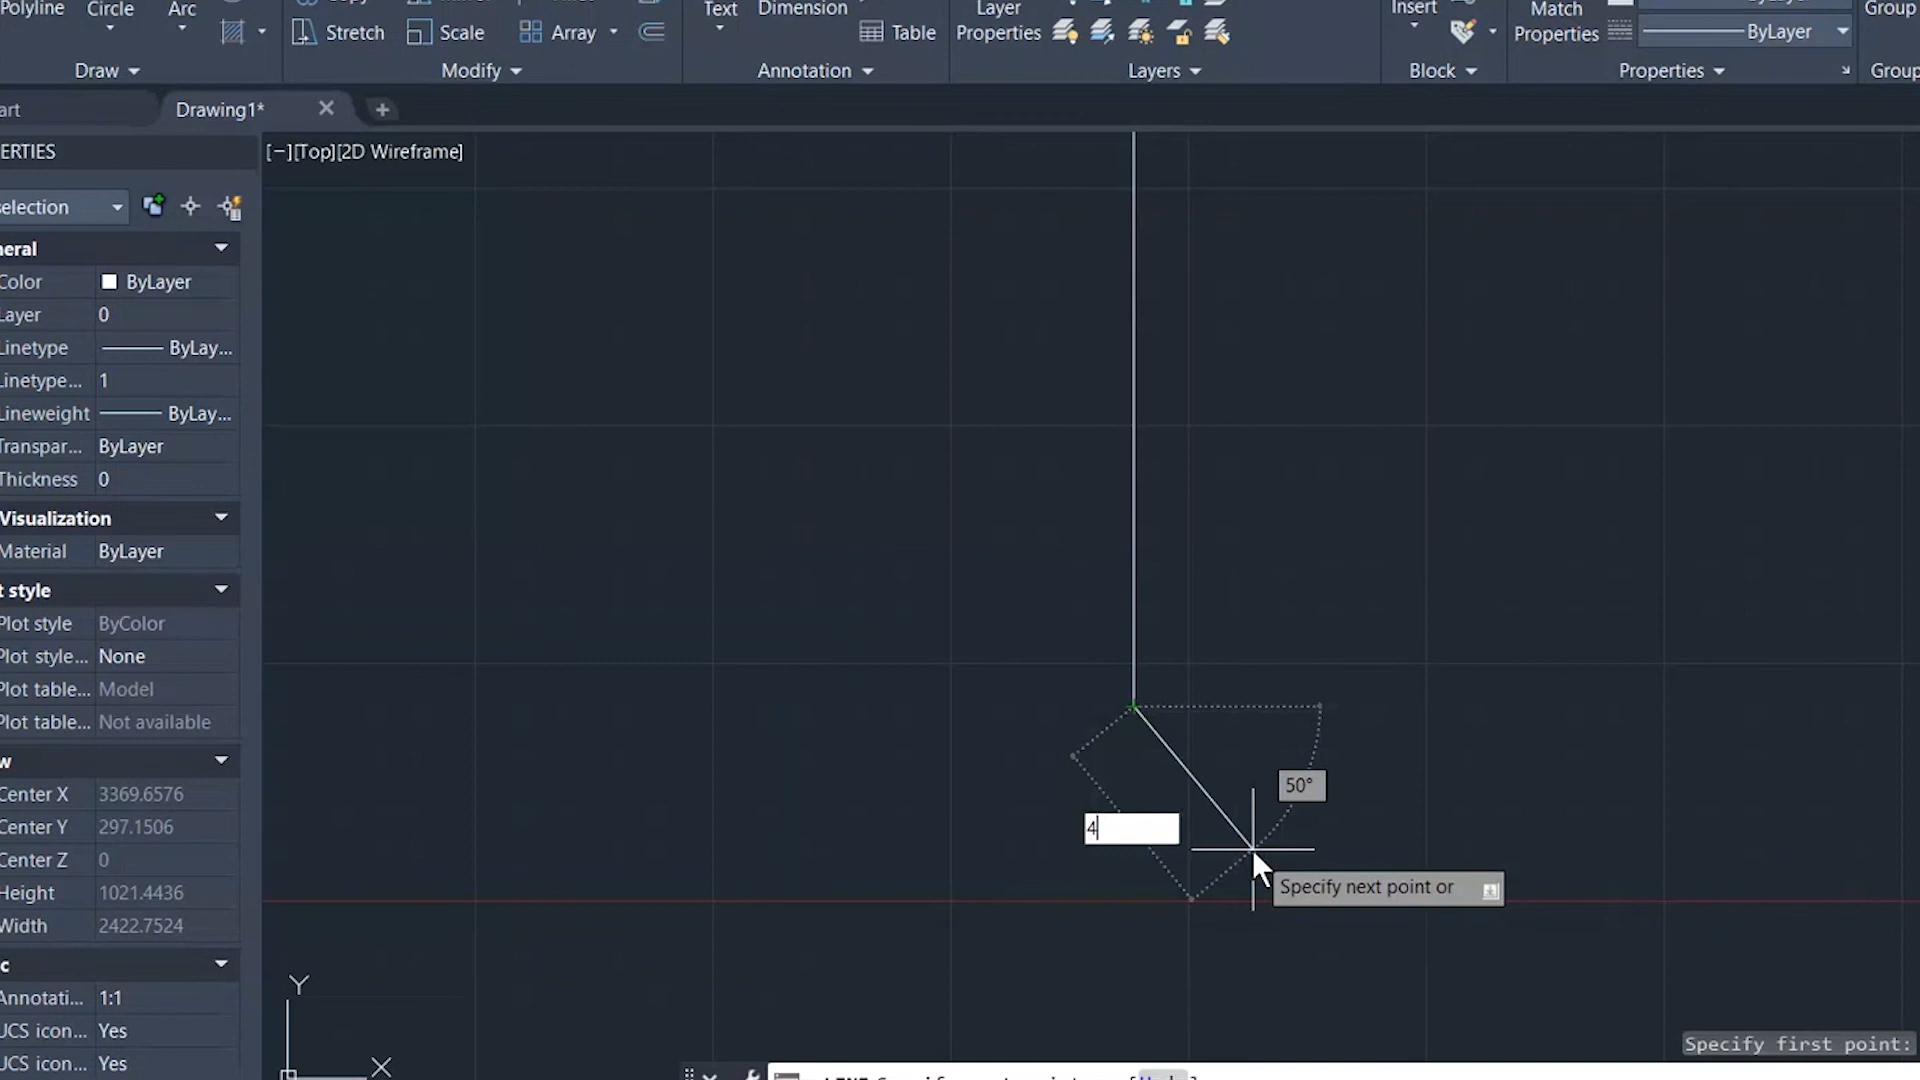 Polyline Circle Arc Text Dimension Layer Insert Match ByLayer Group
Stretch Scale Array Table Properties Properties ByLayer
Draw Modify Annotation Layers Block Properties Group
art Drawing1*
ERTIES [−][Top][2D Wireframe]
selection
neral
Color ByLayer
Layer 0
Linetype ByLay...
Linetype... 1
Lineweight ByLay...
Transpar... ByLayer
Thickness 0
Visualization
Material ByLayer
t style
Plot style ByColor
Plot style... None
Plot table... Model
Plot table... Not available
w
Center X 3369.6576
Center Y 297.1506
Center Z 0
Height 1021.4436
Width 2422.7524
c
Annotati... 1:1
UCS icon... Yes
UCS icon... Yes
50°
4
Specify next point or
Y
X
Specify first point: